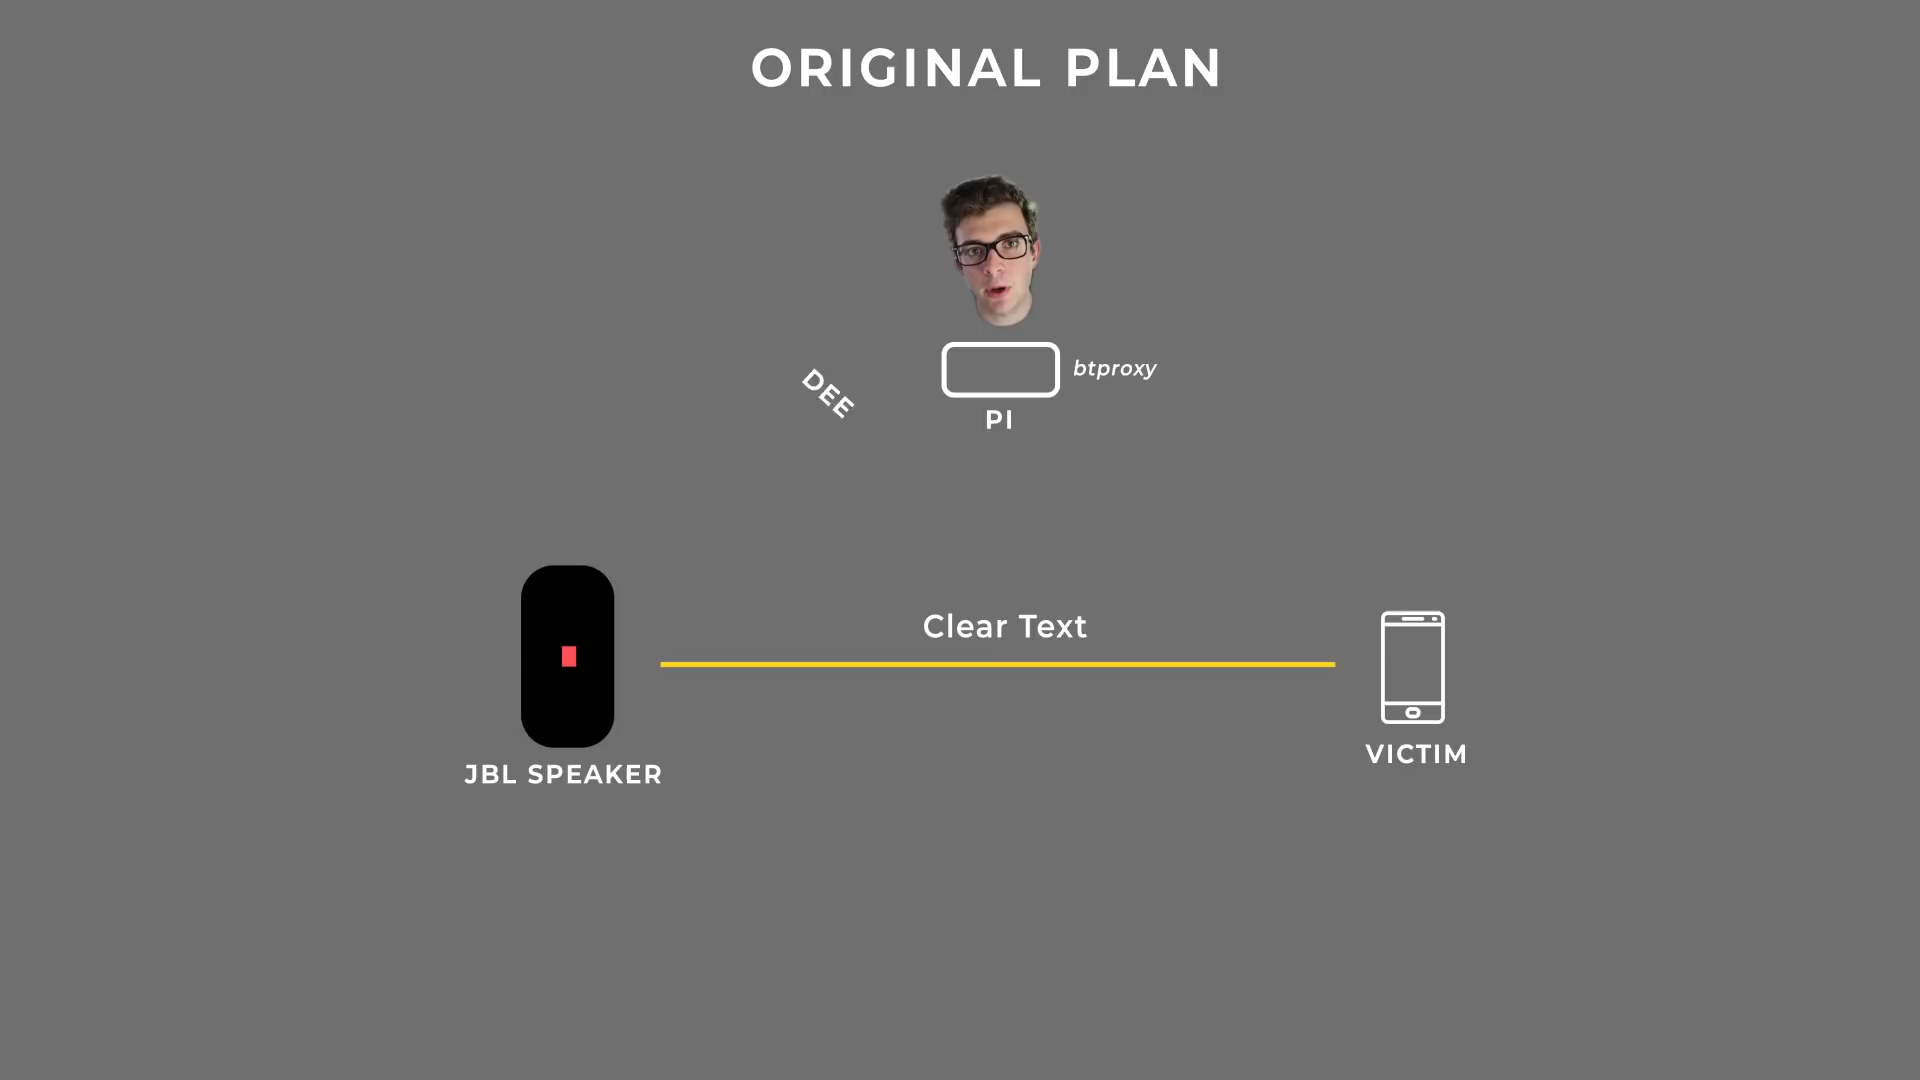 ORIGINAL PLAN
btproxy
DEE
PI
Clear Text
JBL SPEAKER
VICTIM